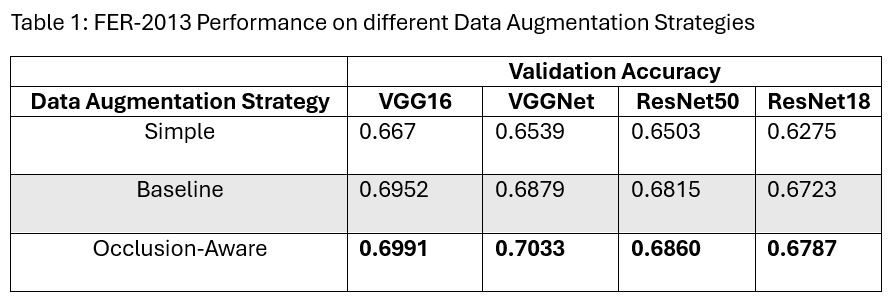 Table 1: FER-2013 Performance on different Data Augmentation Strategies
Validation Accuracy
Data Augmentation Strategy VGG16 VGGNet ResNet50 ResNet18
Simple 0.667 0.6539 0.6503 0.6275
Baseline 0.6952 0.6879 0.6815 0.6723
Occlusion-Aware 0.6991 0.7033 0.6860 0.6787